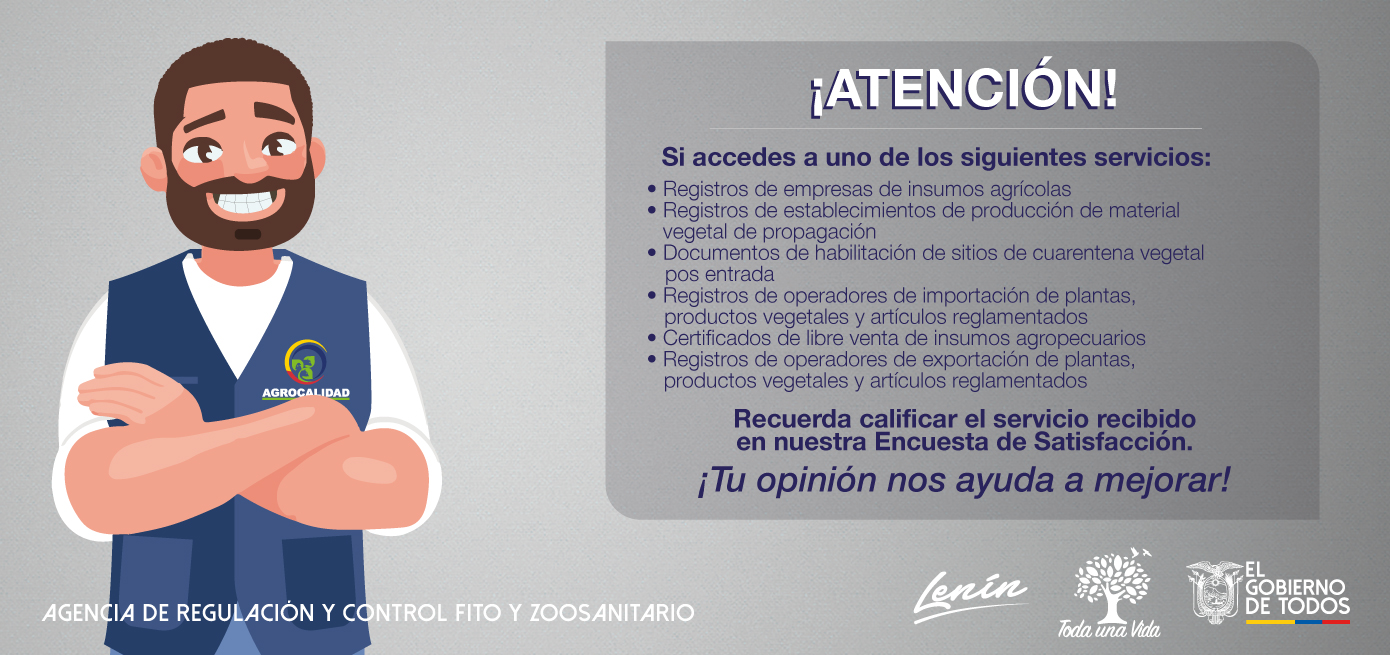 ¡ATENCIÓN!
Si accedes a uno de los siguientes servicios:
• Registros de empresas de insumos agrícolas
• Registros de establecimientos de producción de material
vegetal de propagación
• Documentos de habilitación de sitios de cuarentena vegetal
pos entrada
• Registros de operadores de importación de plantas,
productos vegetales y artículos reglamentados
• Certificados de libre venta de insumos agropecuarios
• Registros de operadores de exportación de plantas,
productos vegetales y artículos reglamentados
Recuerda calificar el servicio recibido
en nuestra Encuesta de Satisfacción.
¡Tu opinión nos ayuda a mejorar!
AGROCALIDAD
AGENCIA DE REGULACIÓN Y CONTROL FITO Y ZOOSANITARIO
Lenín
Toda una Vida
EL
GOBIERNO
DE TODOS